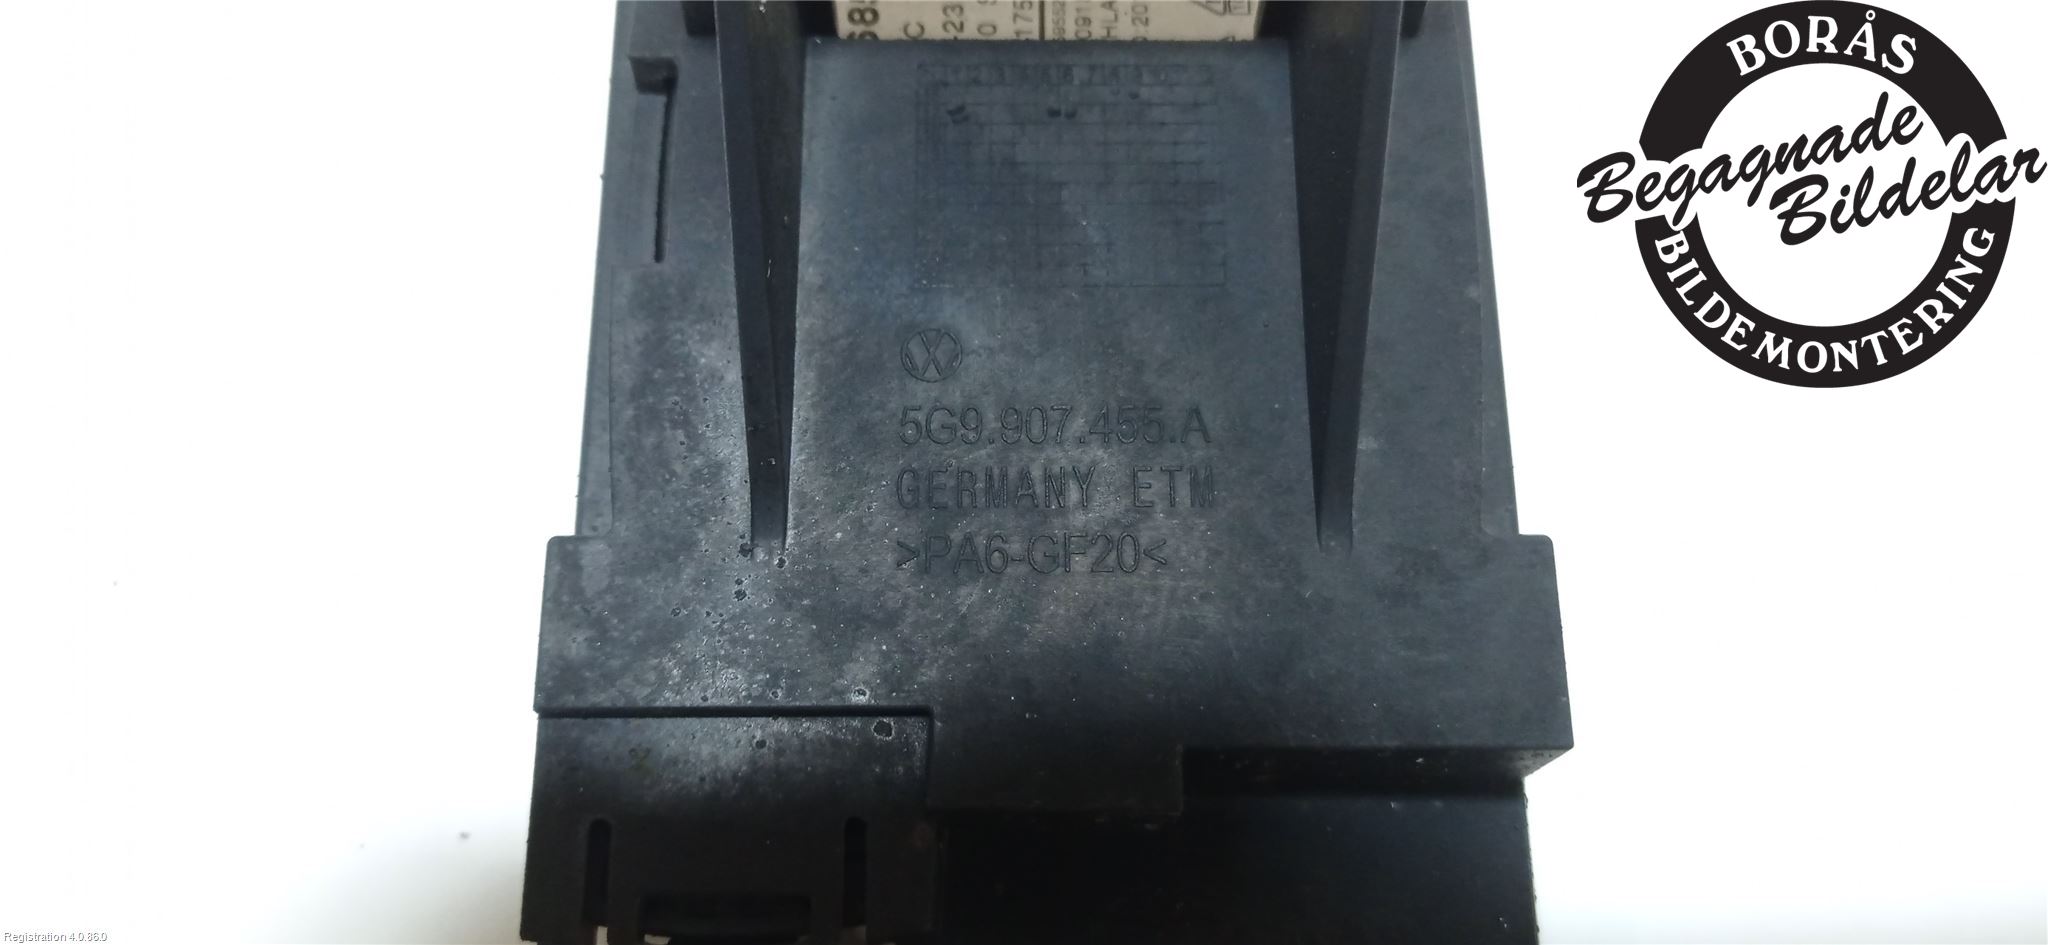 BORÅS
Begagnade
Bildelar
BILDEMONTERING
5G9.907.455.A
GERMANY ETM
>PA6-GF20<
Registration 4.0.86.0